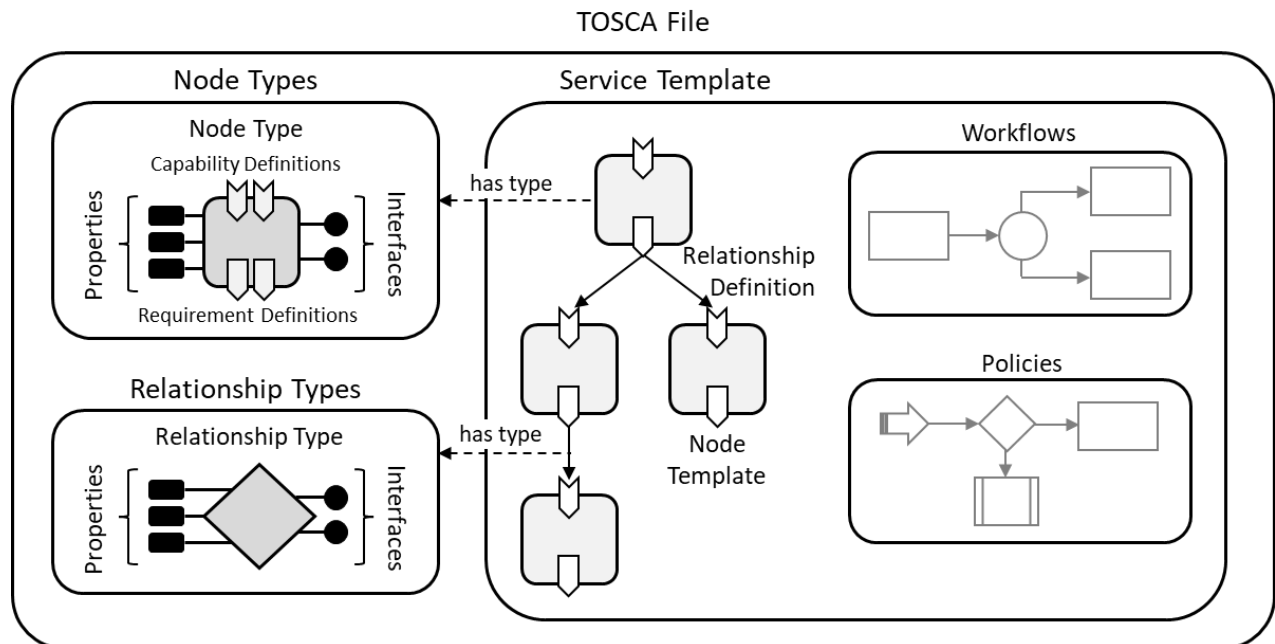 TOSCA File
Node Types
Node Type
Capability Definitions
Properties
Interfaces
Requirement Definitions
Relationship Types
Relationship Type
Properties
Interfaces
Service Template
has type
Relationship
Definition
has type
Node
Template
Workflows
Policies